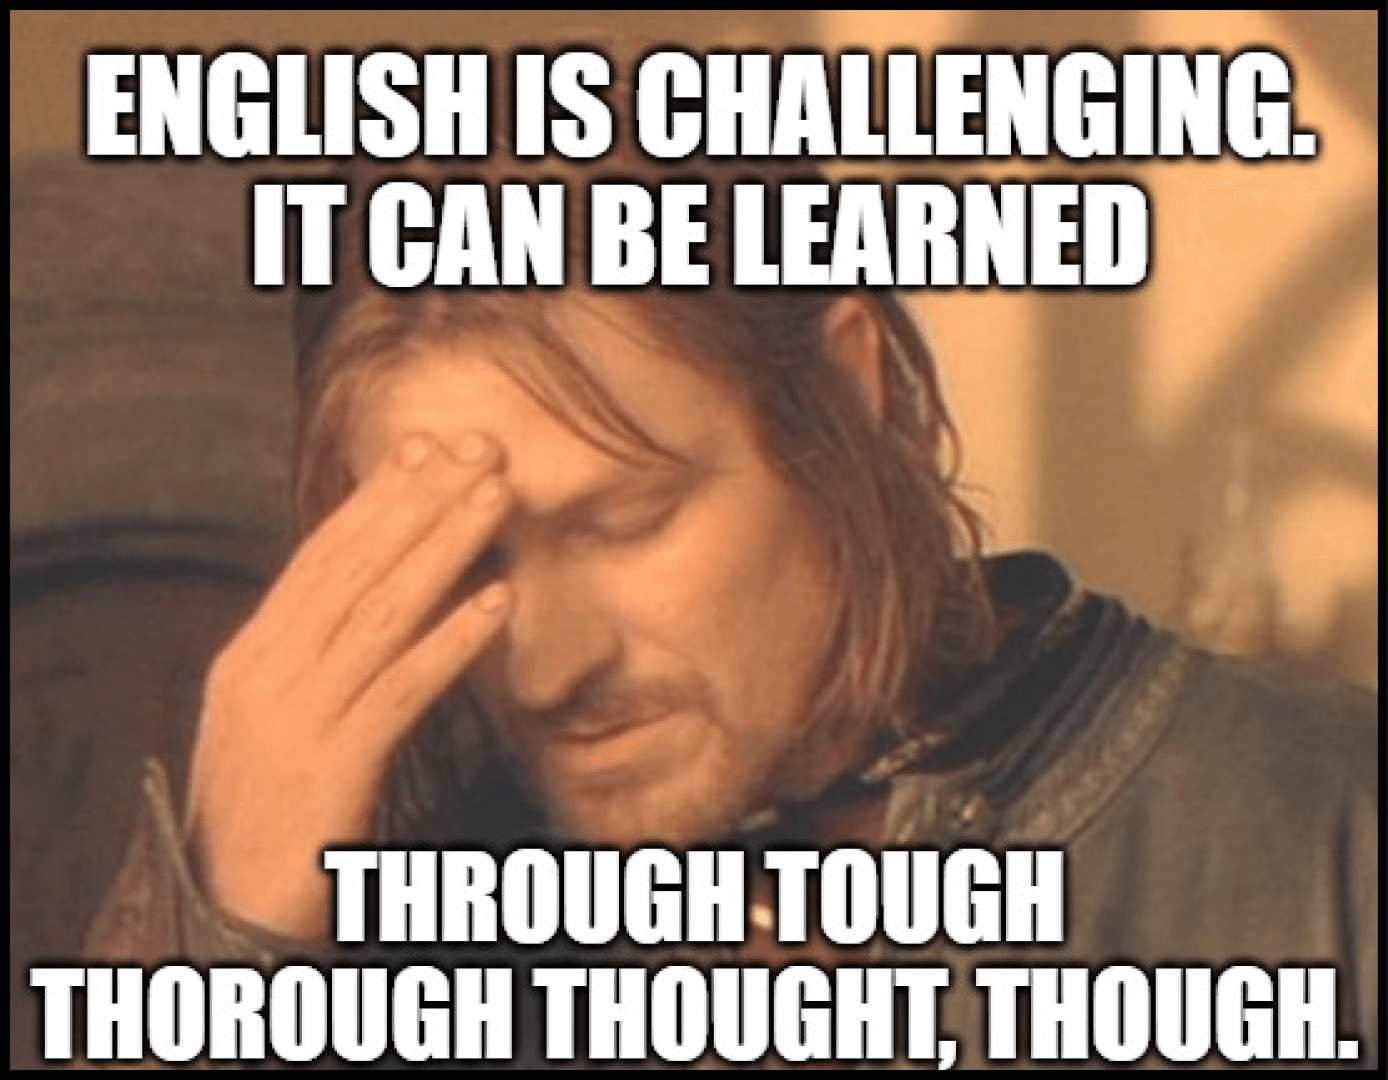 ENGLISH IS CHALLENGING.
IT CAN BE LEARNED
THROUGH TOUGH
THOROUGH THOUGHT, THOUGH.